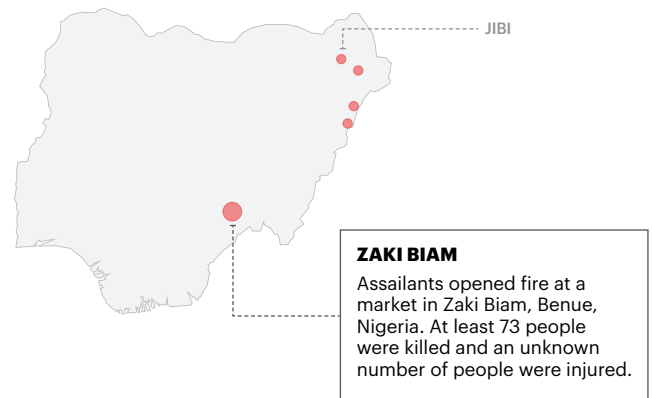 JIBI
ZAKI BIAM
Assailants opened fire at a
market in Zaki Biam, Benue,
Nigeria. At least 73 people
were killed and an unknown
number of people were injured.